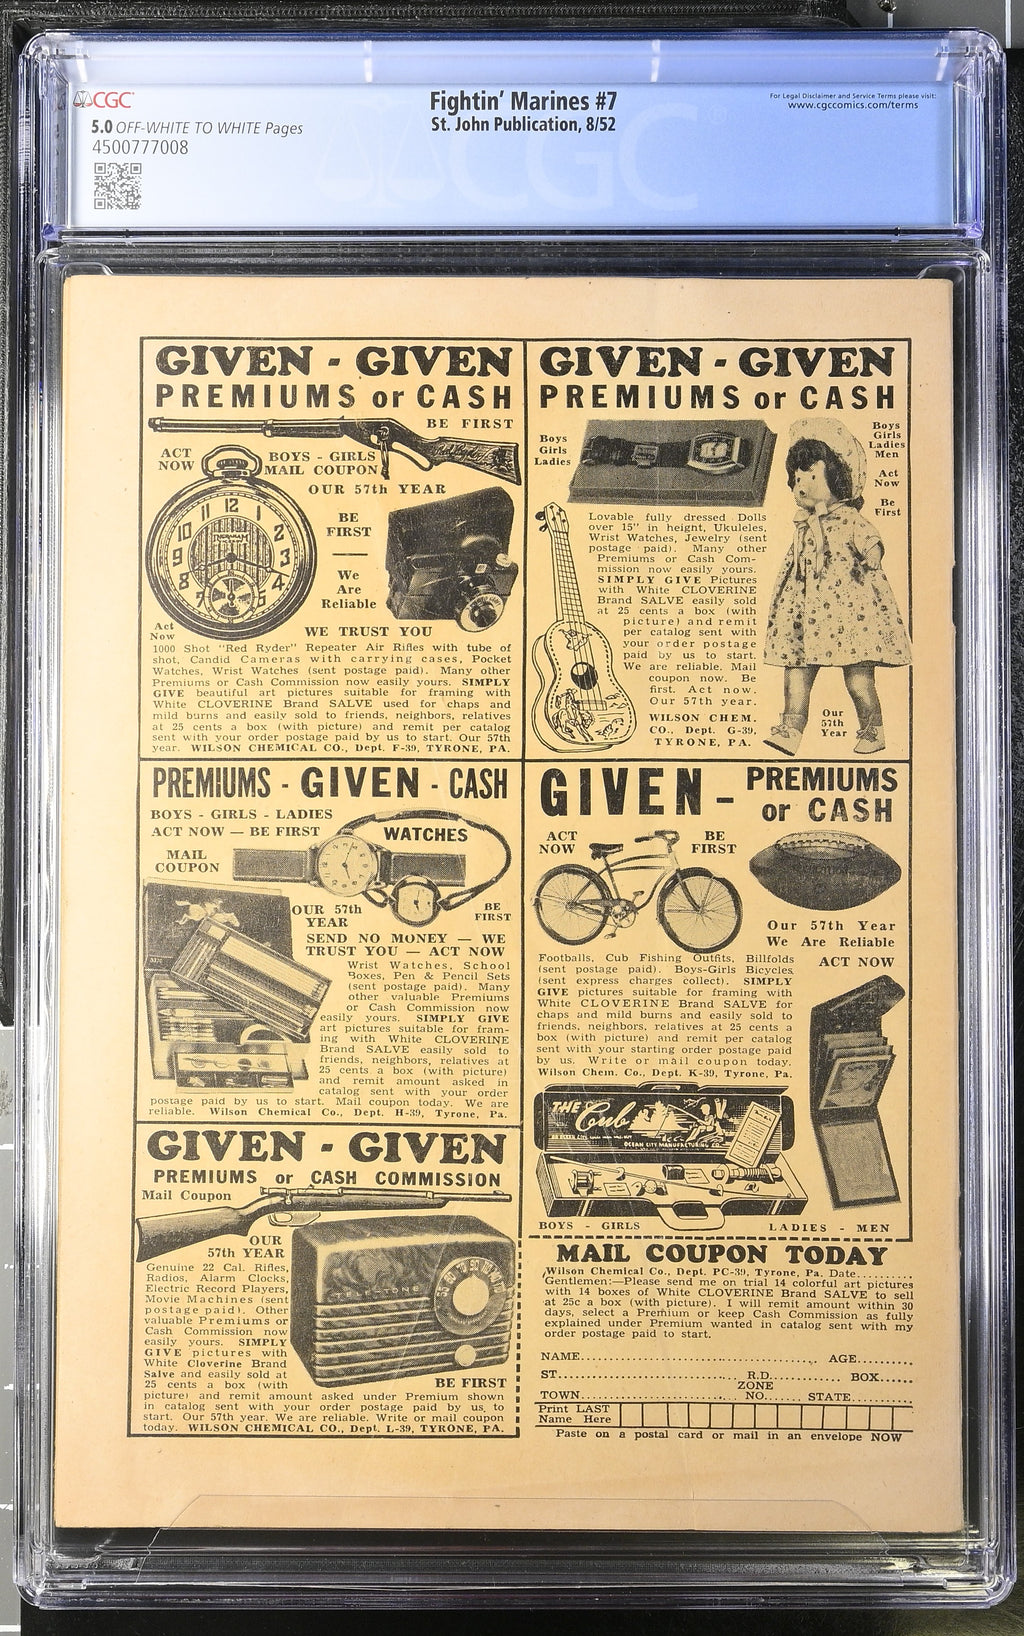 CGC
Fightin' Marines #7
For Legal Disclaimer and Service Terms please visit:
www.cgccomics.com/terms
5.0 OFF-WHITE TO WHITE Pages
St. John Publication, 8/52
4500777008
CGC
GIVEN - GIVEN
PREMIUMS or CASH
BE FIRST
ACT
NOW
BOYS - GIRLS
MAIL COUPON
OUR 57th YEAR
BE
FIRST
We
Are
Reliable
Act
Now
WE TRUST YOU
1000 Shot "Red Ryder" Repeater Air Rifles with tube of
shot, Candid Cameras with carrying cases, Pocket
Watches, Wrist Watches (sent postage paid). Many other
Premiums or Cash Commission now easily yours. SIMPLY
GIVE beautiful art pictures suitable for framing with
White CLOVERINE Brand SALVE used for chaps and
mild burns and easily sold to friends, neighbors, relatives
at 25 cents a box (with picture) and remit per catalog
sent with your order postage paid by us to start. Our 57th
year. WILSON CHEMICAL CO., Dept. F-39, TYRONE, PA.
GIVEN - GIVEN
PREMIUMS or CASH
Boys
Girls
Ladies
Boys
Girls
Ladies
Men
Act
Now
Be
First
Lovable fully dressed Dolls
over 15" in height, Ukuleles,
Wrist Watches, Jewelry (sent
postage paid). Many other
Premiums or Cash Com-
mission now easily yours.
SIMPLY GIVE Pictures
with White CLOVERINE
Brand SALVE easily sold
at 25 cents a box (with
picture) and remit
per catalog sent with
your order postage
paid by us to start.
We are reliable. Mail
coupon now. Be
first. Act now.
Our 57th year.
WILSON CHEM.
CO., Dept. G-39,
TYRONE, PA.
Our
57th
Year
PREMIUMS - GIVEN - CASH
BOYS - GIRLS - LADIES
ACT NOW — BE FIRST
WATCHES
MAIL
COUPON
OUR 57th
YEAR
BE
FIRST
SEND NO MONEY — WE
TRUST YOU — ACT NOW
Wrist Watches, School
Boxes, Pen & Pencil Sets
(sent postage paid). Many
other valuable Premiums
or Cash Commission now
easily yours. SIMPLY GIVE
art pictures suitable for fram-
ing with White CLOVERINE
Brand SALVE easily sold to
friends, neighbors, relatives at
25 cents a box (with picture)
and remit amount asked in
catalog sent with your order
postage paid by us to start. Mail coupon today. We are
reliable. Wilson Chemical Co., Dept. H-39, Tyrone, Pa.
GIVEN - PREMIUMS
or CASH
ACT
NOW
BE
FIRST
Our 57th Year
We Are Reliable
ACT NOW
Footballs, Cub Fishing Outfits, Billfolds
(sent postage paid). Boys-Girls Bicycles
(sent express charges collect). SIMPLY
GIVE pictures suitable for framing with
White CLOVERINE Brand SALVE for
chaps and mild burns and easily sold to
friends, neighbors, relatives at 25 cents a
box (with picture) and remit per catalog
sent with your starting order postage paid
by us. Write or mail coupon today.
Wilson Chem. Co., Dept. K-39, Tyrone, Pa.
THE Cub
OCEAN CITY MANUFACTURING CO.
BOYS - GIRLS
LADIES - MEN
GIVEN - GIVEN
PREMIUMS or CASH COMMISSION
Mail Coupon
OUR
57th YEAR
Genuine 22 Cal. Rifles,
Radios, Alarm Clocks,
Electric Record Players,
Movie Machines (sent
postage paid). Other
valuable Premiums or
Cash Commission now
easily yours. SIMPLY
GIVE pictures with
White Cloverine Brand
Salve and easily sold at
25 cents a box (with
picture) and remit amount asked under Premium shown
in catalog sent with your order postage paid by us, to
start. Our 57th year. We are reliable. Write or mail coupon
today. WILSON CHEMICAL CO., Dept. L-39, TYRONE, PA.
BE FIRST
MAIL COUPON TODAY
Wilson Chemical Co., Dept. PC-39, Tyrone, Pa. Date..........
Gentlemen:—Please send me on trial 14 colorful art pictures
with 14 boxes of White CLOVERINE Brand SALVE to sell
at 25c a box (with picture). I will remit amount within 30
days, select a Premium or keep Cash Commission as fully
explained under Premium wanted in catalog sent with my
order postage paid to start.
NAME........................................ AGE.........
ST.................................R.D............BOX......
ZONE
TOWN..............................NO........STATE..........
Print LAST
Name Here
Paste on a postal card or mail in an envelope NOW